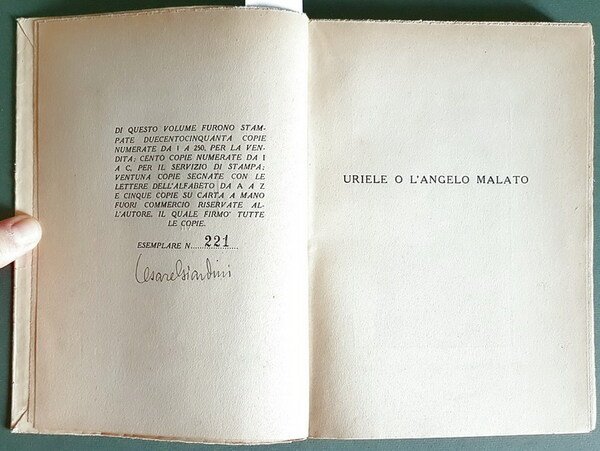 DI QUESTO VOLUME FURONO STAM-
PATE DUECENTOCINQUANTA COPIE
NUMERATE DA 1 A 250, PER LA VEN-
DITA; CENTO COPIE NUMERATE DA I
A C, PER IL SERVIZIO DI STAMPA;
VENTUNA COPIE SEGNATE CON LE
LETTERE DELL'ALFABETO DA A A Z
E CINQUE COPIE SU CARTA A MANO
FUORI COMMERCIO RISERVATE AL-
L'AUTORE, IL QUALE FIRMO' TUTTE
LE COPIE.
ESEMPLARE N. 221
Cesare Giardini
URIELE O L'ANGELO MALATO